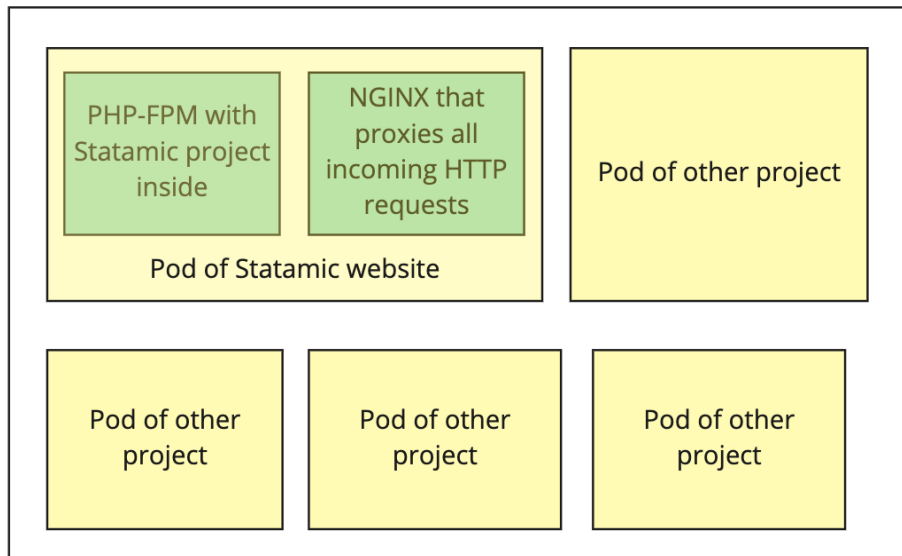 PHP-FPM with
Statamic project
inside
NGINX that
proxies all
incoming HTTP
requests
Pod of Statamic website
Pod of other project
Pod of other
project
Pod of other
project
Pod of other
project